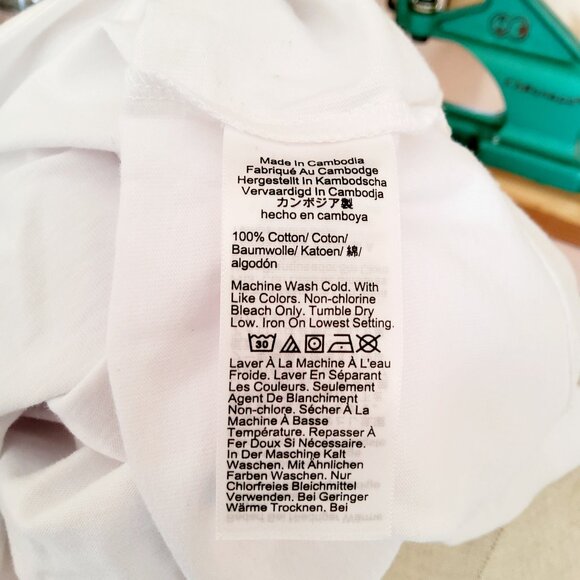 Made In Cambodia
Fabriqué Au Cambodge
Hergestellt In Kambodscha
Vervaardigd In Cambodja
カンボジア製
hecho en camboya
100% Cotton/ Coton/
Baumwolle/ Katoen/ 綿/
algodón
Machine Wash Cold. With
Like Colors. Non-chlorine
Bleach Only. Tumble Dry
Low. Iron On Lowest Setting.
30
Laver À La Machine À L'eau
Froide. Laver En Séparant
Les Couleurs. Seulement
Agent De Blanchiment
Non-chlore. Sécher À La
Machine À Basse
Température. Repasser À
Fer Doux Si Nécessaire.
In Der Maschine Kalt
Waschen. Mit Ähnlichen
Farben Waschen. Nur
Chlorfreies Bleichmittel
Verwenden. Bei Geringer
Wärme Trocknen. Bei